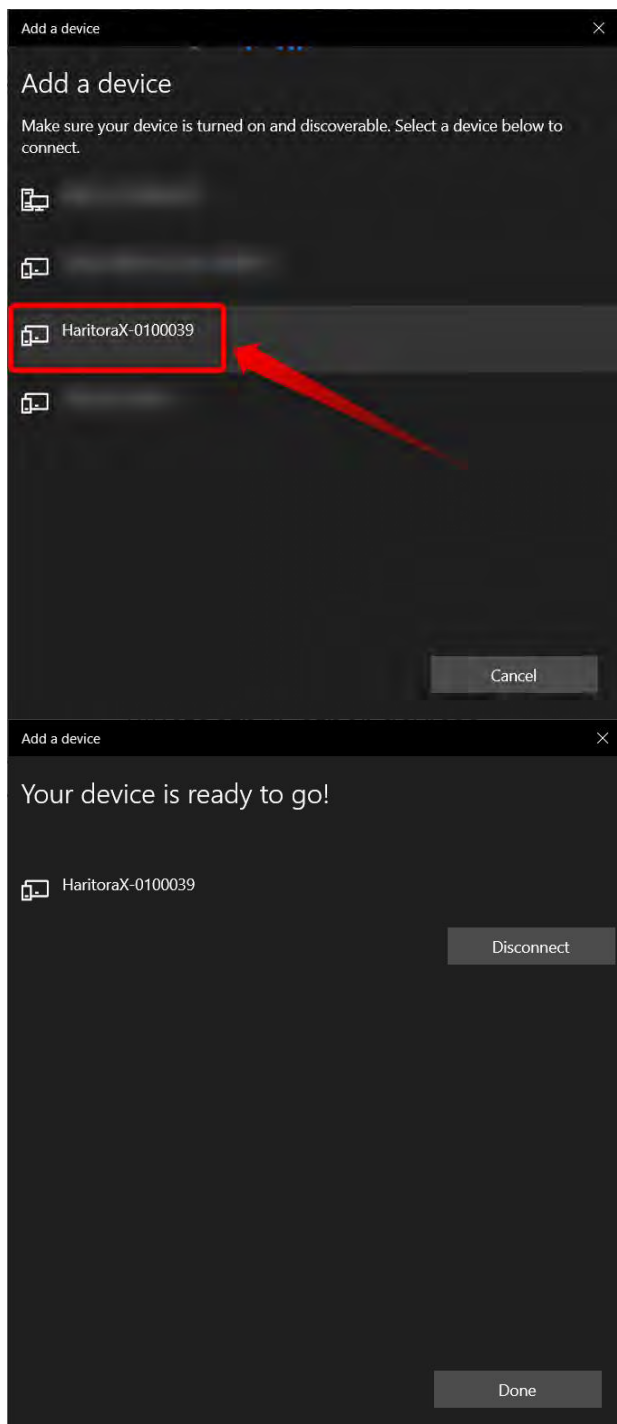 Add a device
Add a device
Make sure your device is turned on and discoverable. Select a device below to
connect.
HaritoraX-0100039
Cancel
Add a device
Your device is ready to go!
HaritoraX-0100039
Disconnect
Done